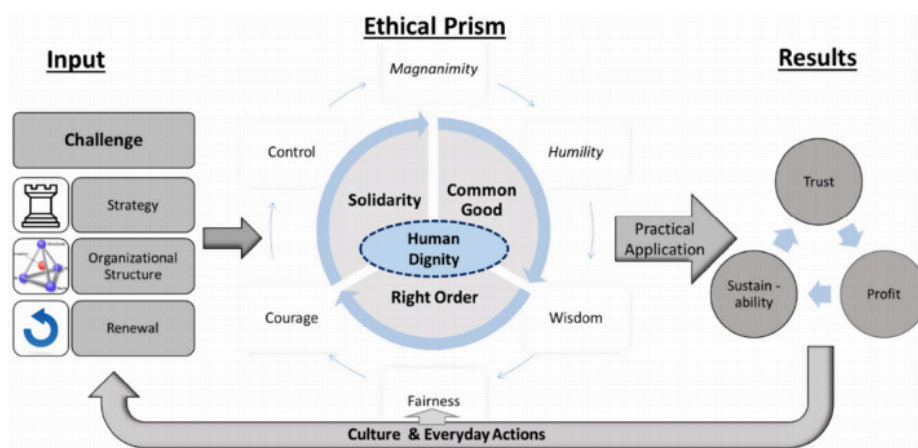 Ethical Prism
Input
Results
Challenge
Strategy
Organizational
Structure
Renewal
Magnanimity
Control
Humility
Solidarity
Common
Good
Human
Dignity
Right Order
Courage
Wisdom
Fairness
Practical
Application
Trust
Sustain -
ability
Profit
Culture & Everyday Actions